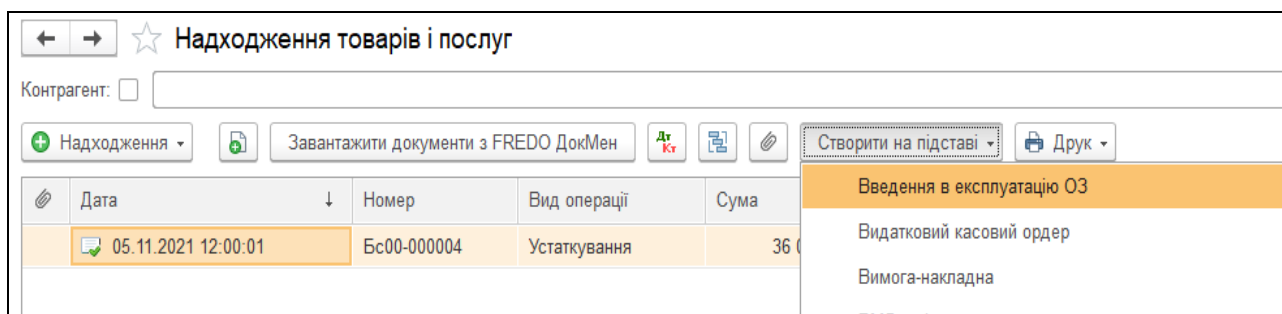 Надходження товарів і послуг
Контрагент:
Надходження Завантажити документи з FREDO ДокМен Дт Кт Створити на підставі Друк
Дата ↓ Номер Вид операції Сума
05.11.2021 12:00:01 Бс00-000004 Устаткування 36
Введення в експлуатацію ОЗ
Видатковий касовий ордер
Вимога-накладна